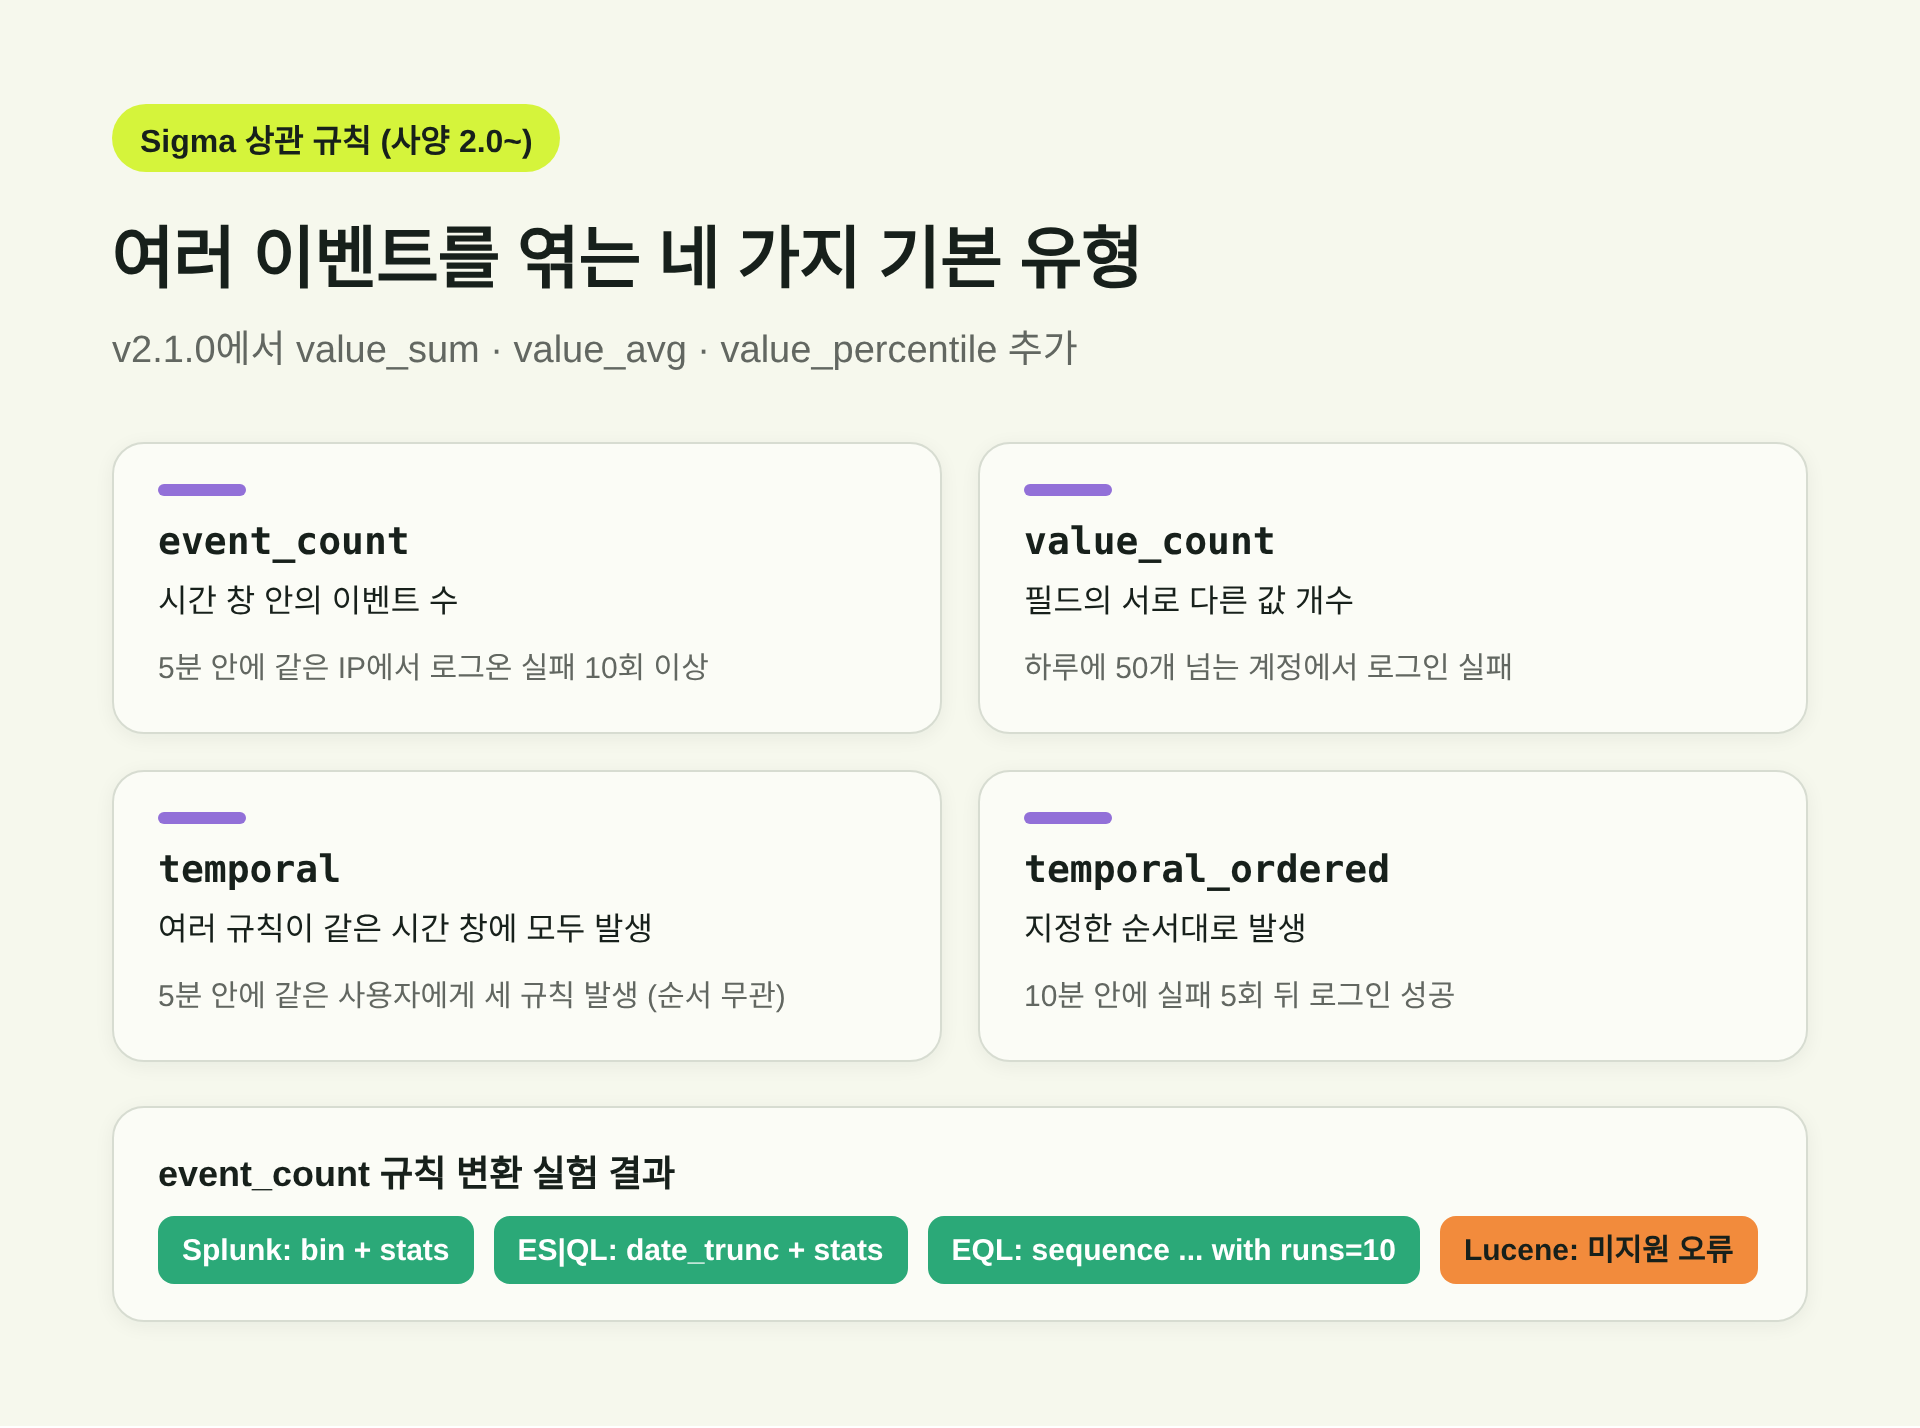 Sigma 상관 규칙 (사양 2.0~)
여러 이벤트를 엮는 네 가지 기본 유형
v2.1.0에서 value_sum · value_avg · value_percentile 추가
event_count
시간 창 안의 이벤트 수
5분 안에 같은 IP에서 로그온 실패 10회 이상
value_count
필드의 서로 다른 값 개수
하루에 50개 넘는 계정에서 로그인 실패
temporal
여러 규칙이 같은 시간 창에 모두 발생
5분 안에 같은 사용자에게 세 규칙 발생 (순서 무관)
temporal_ordered
지정한 순서대로 발생
10분 안에 실패 5회 뒤 로그인 성공
event_count 규칙 변환 실험 결과
Splunk: bin + stats
ES|QL: date_trunc + stats
EQL: sequence ... with runs=10
Lucene: 미지원 오류